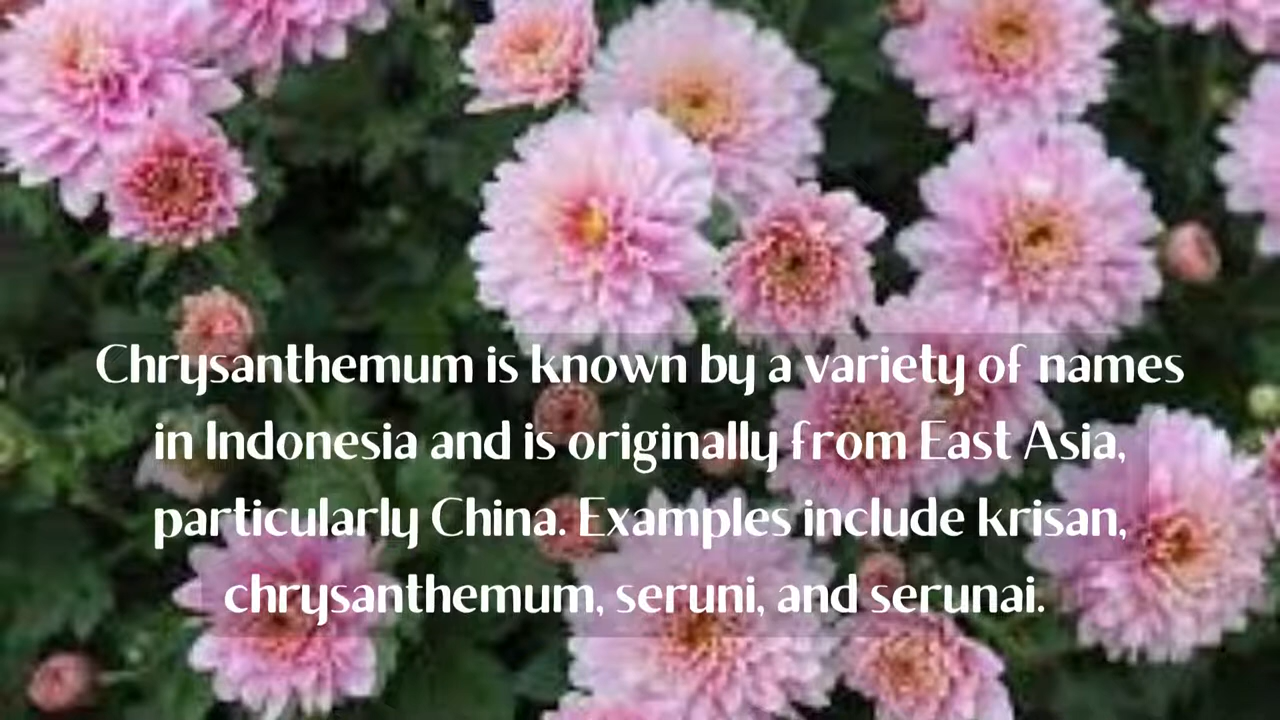 Chrysanthemum is known by a variety of names
in Indonesia and is originally from East Asia,
particularly China. Examples include krisan,
chrysanthemum, seruni, and serunai.